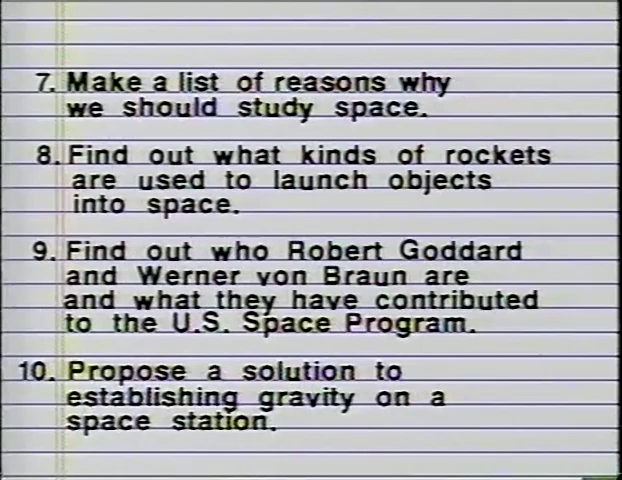 7. Make a list of reasons why
we should study space.
8. Find out what kinds of rockets
are used to launch objects
into space.
9. Find out who Robert Goddard
and Werner von Braun are
and what they have contributed
to the U.S. Space Program.
10. Propose a solution to
establishing gravity on a
space station.